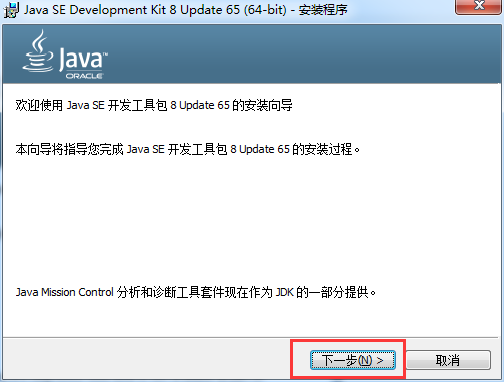 Java SE Development Kit 8 Update 65 (64-bit) - 安装程序
Java™
ORACLE
欢迎使用 Java SE 开发工具包 8 Update 65 的安装向导
本向导将指导您完成 Java SE 开发工具包 8 Update 65 的安装过程。
Java Mission Control 分析和诊断工具套件现在作为 JDK 的一部分提供。
下一步(N) >
取消